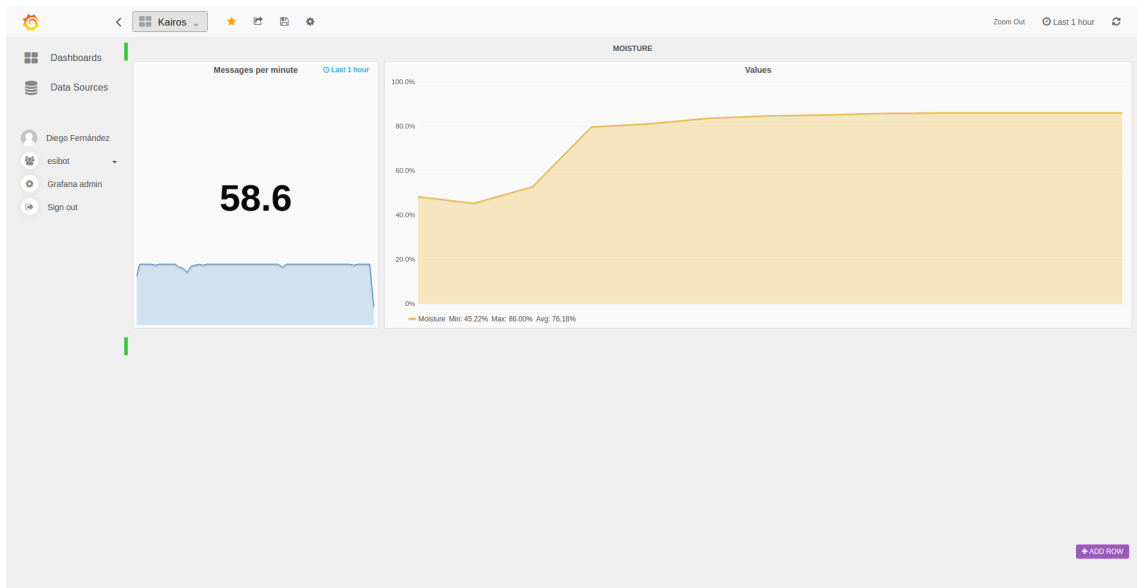 Kairos
Zoom Out
Last 1 hour
Dashboards
Data Sources
Diego Fernández
esibot
Grafana admin
Sign out
MOISTURE
Messages per minute
Last 1 hour
58.6
Values
100.0%
80.0%
60.0%
40.0%
20.0%
0%
Moisture Min: 45.22% Max: 86.00% Avg: 76.18%
+ ADD ROW